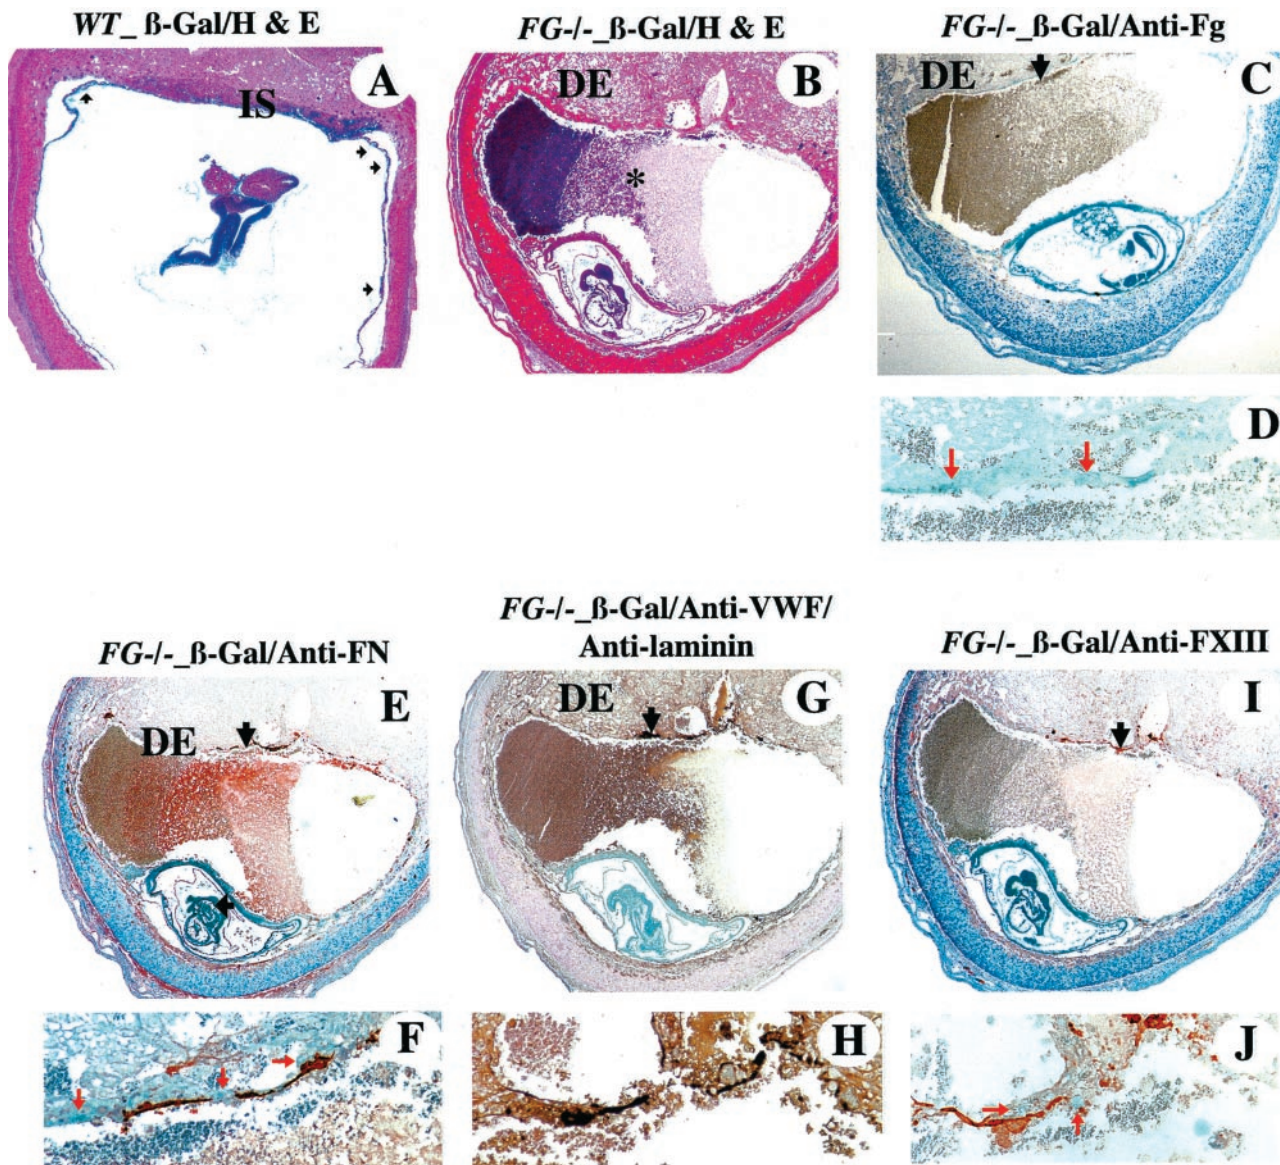 WT_ ß-Gal/H & E
FG-/-_ß-Gal/H & E
FG-/-_ß-Gal/Anti-Fg
A
IS
DE
B
DE
C
*
D
FG-/-_ß-Gal/Anti-FN
FG-/-_ß-Gal/Anti-VWF/
Anti-laminin
FG-/-_ß-Gal/Anti-FXIII
DE
E
DE
G
I
F
H
J